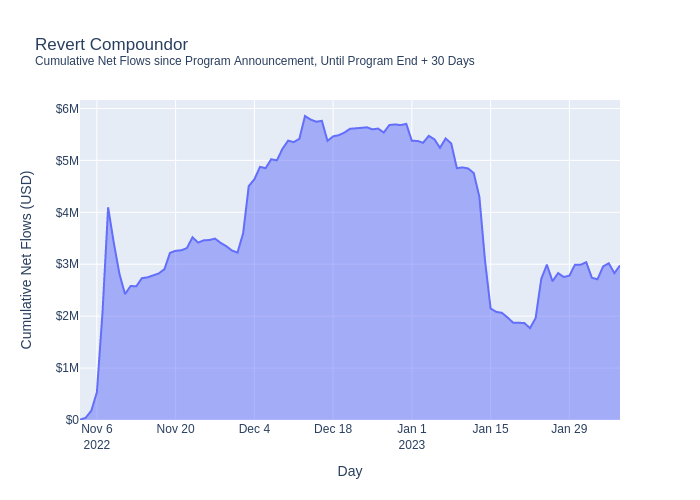 Revert Compoundor
Cumulative Net Flows since Program Announcement, Until Program End + 30 Days
Cumulative Net Flows (USD)
$6M
$5M
$4M
$3M
$2M
$1M
$0
Nov 6
2022
Nov 20
Dec 4
Dec 18
Jan 1
2023
Jan 15
Jan 29
Day